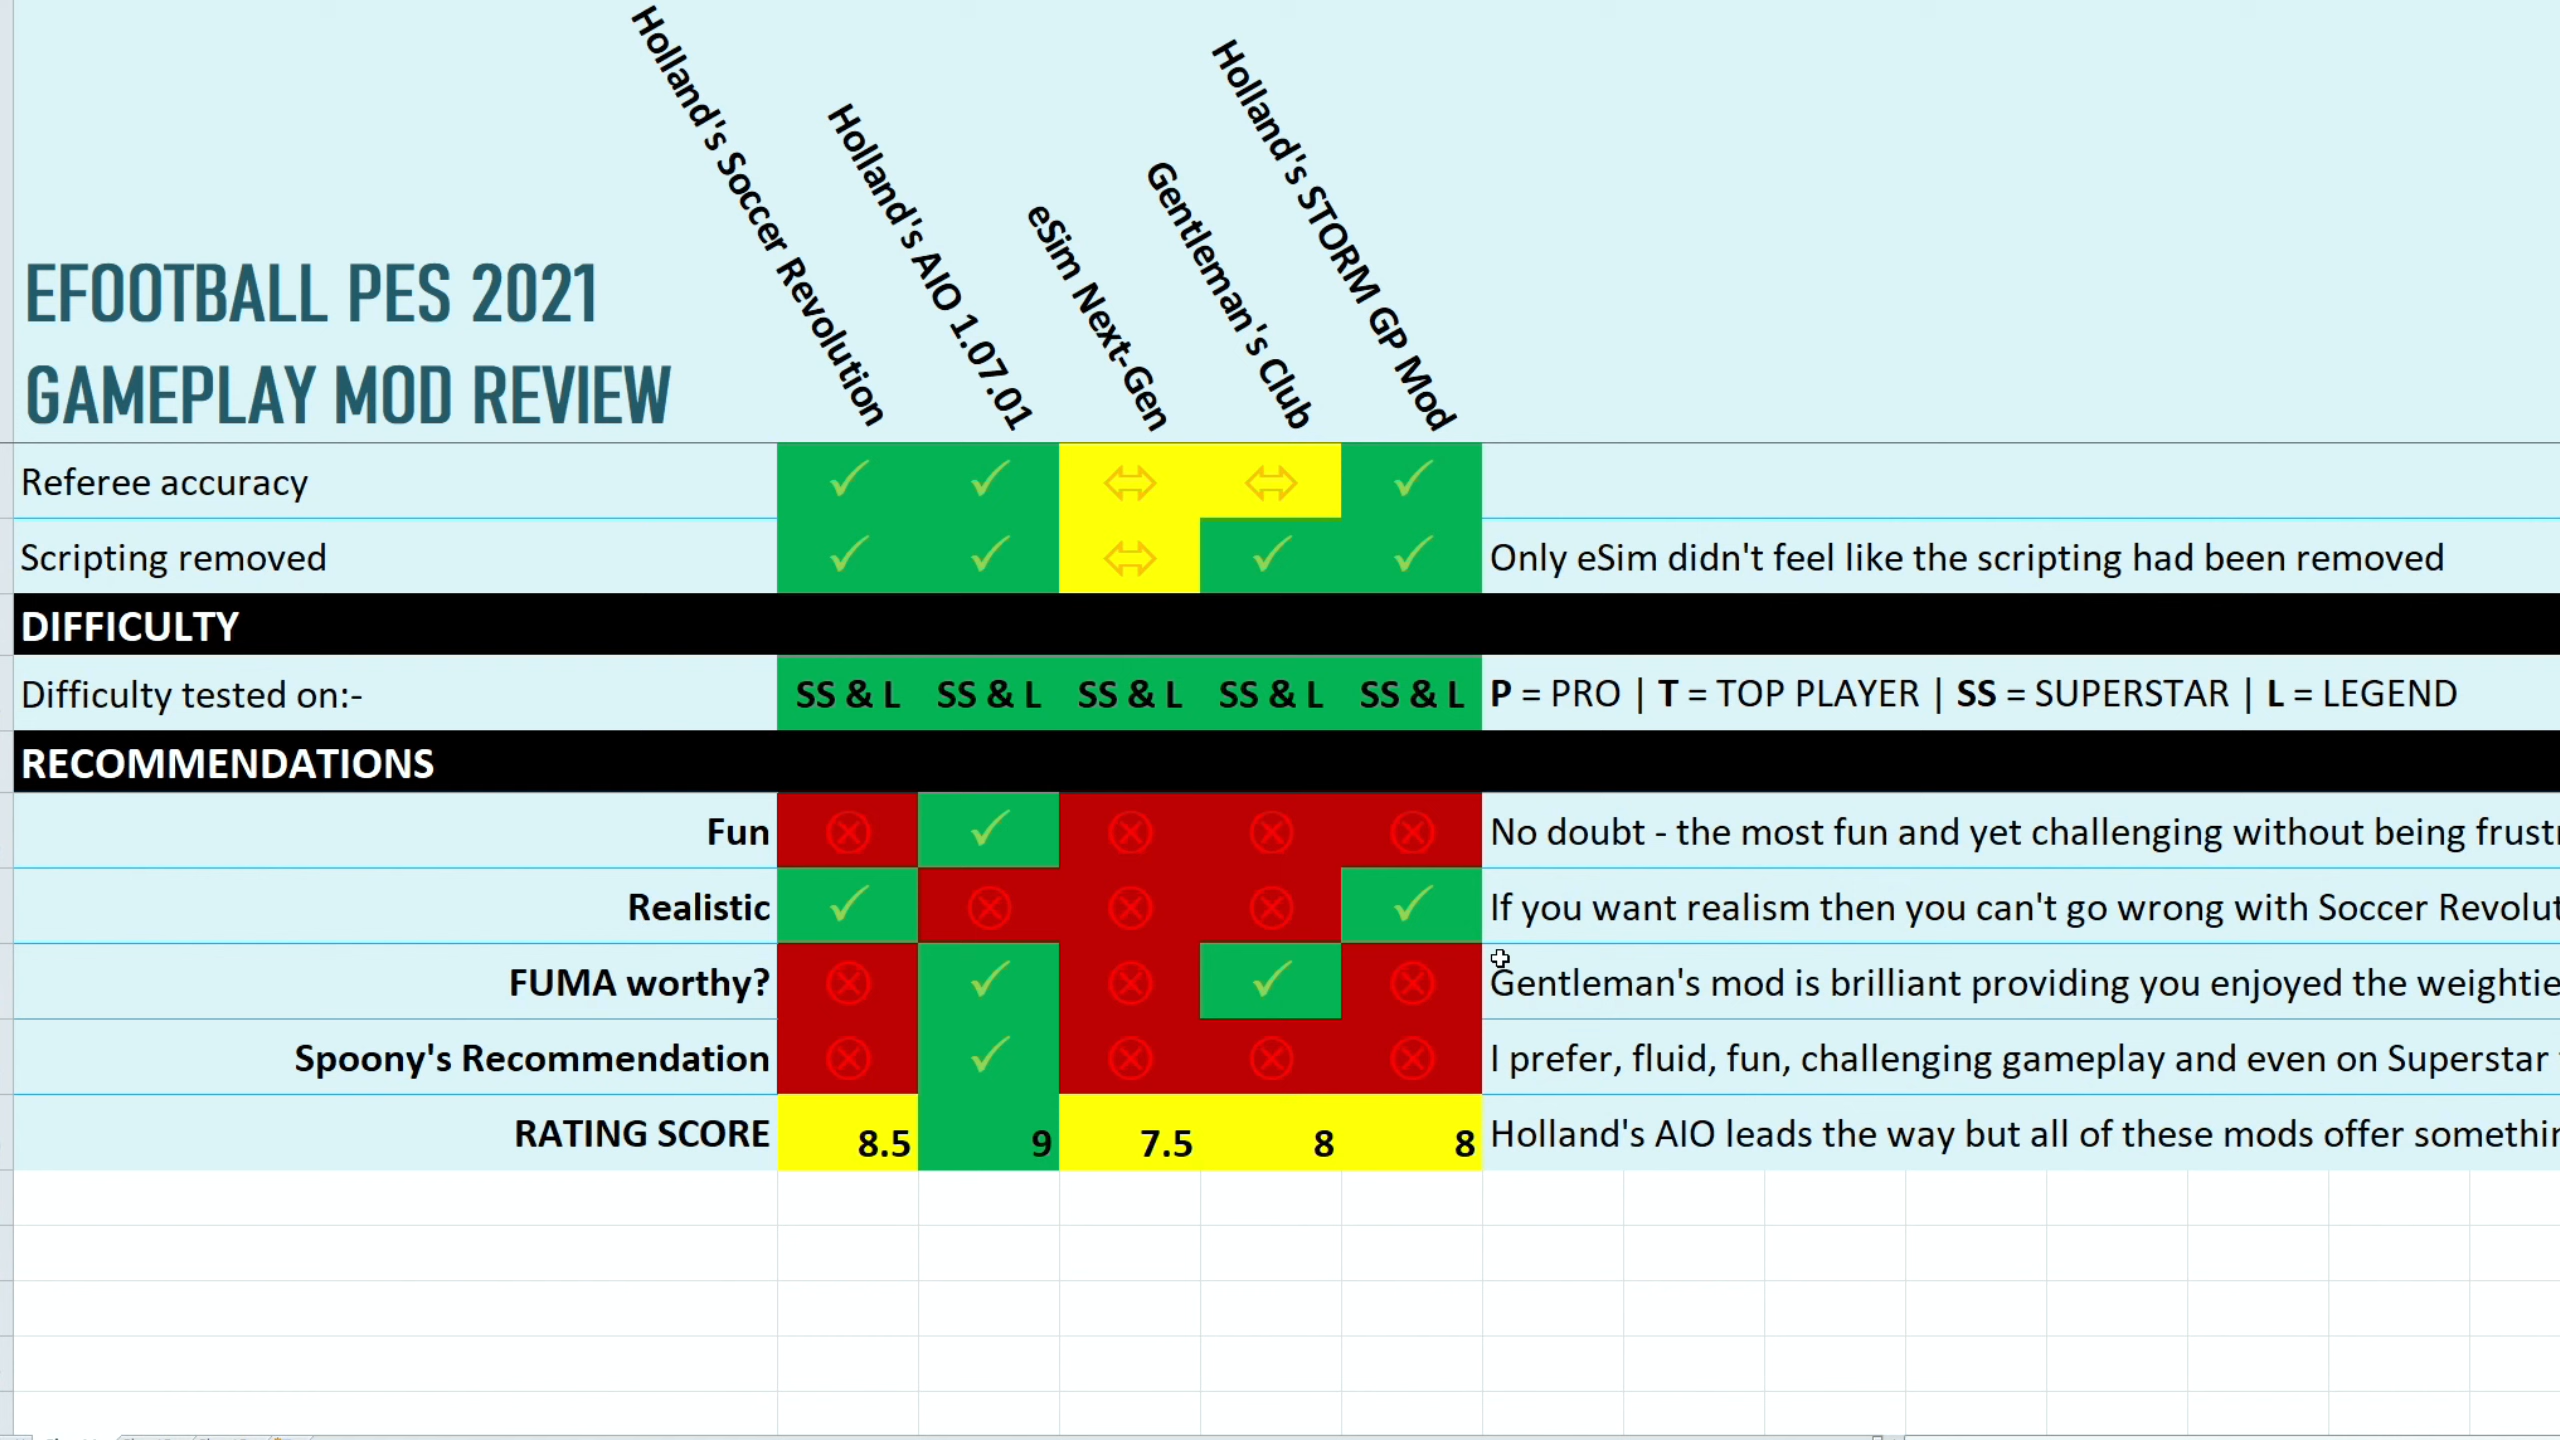 Holland's Soccer Revolution
Holland's AIO 1.07.01
eSim Next-Gen
Gentleman's Club
Holland's STORM GP Mod
EFOOTBALL PES 2021
GAMEPLAY MOD REVIEW
Referee accuracy
Scripting removed Only eSim didn't feel like the scripting had been removed
DIFFICULTY
Difficulty tested on:- SS & L SS & L SS & L SS & L SS & L P = PRO | T = TOP PLAYER | SS = SUPERSTAR | L = LEGEND
RECOMMENDATIONS
Fun No doubt - the most fun and yet challenging without being
Realistic If you want realism then you can't go wrong with Soccer
FUMA worthy? Gentleman's mod is brilliant providing you enjoyed the
Spoony's Recommendation I prefer, fluid, fun, challenging gameplay and even on Superstar
RATING SCORE 8.5 9 7.5 8 8 Holland's AIO leads the way but all of these mods offer